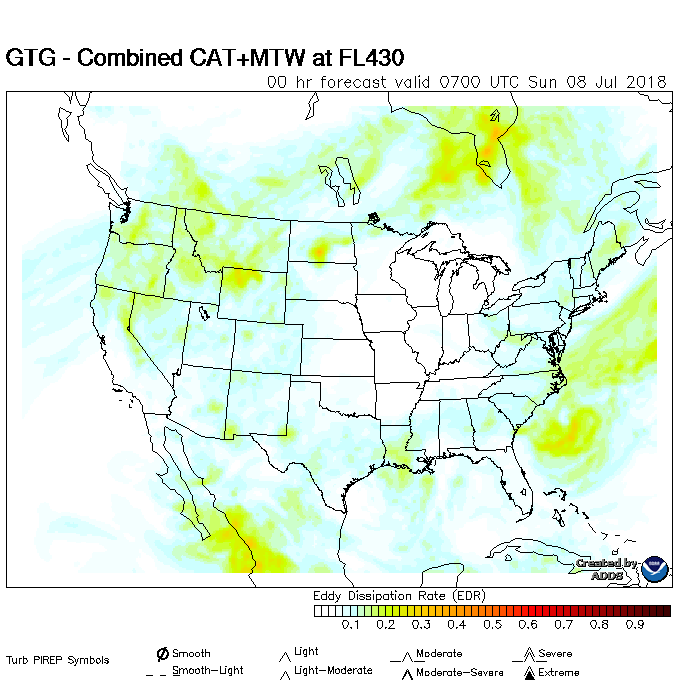 GTG - Combined CAT+MTW at FL430
00 hr forecast valid 0700 UTC Sun 08 Jul 2018
Created by
ADDS
Eddy Dissipation Rate (EDR)
0.1 0.2 0.3 0.4 0.5 0.6 0.7 0.8 0.9
Turb PIREP Symbols
Smooth Light Moderate Severe
Smooth-Light Light-Moderate Moderate-Severe Extreme